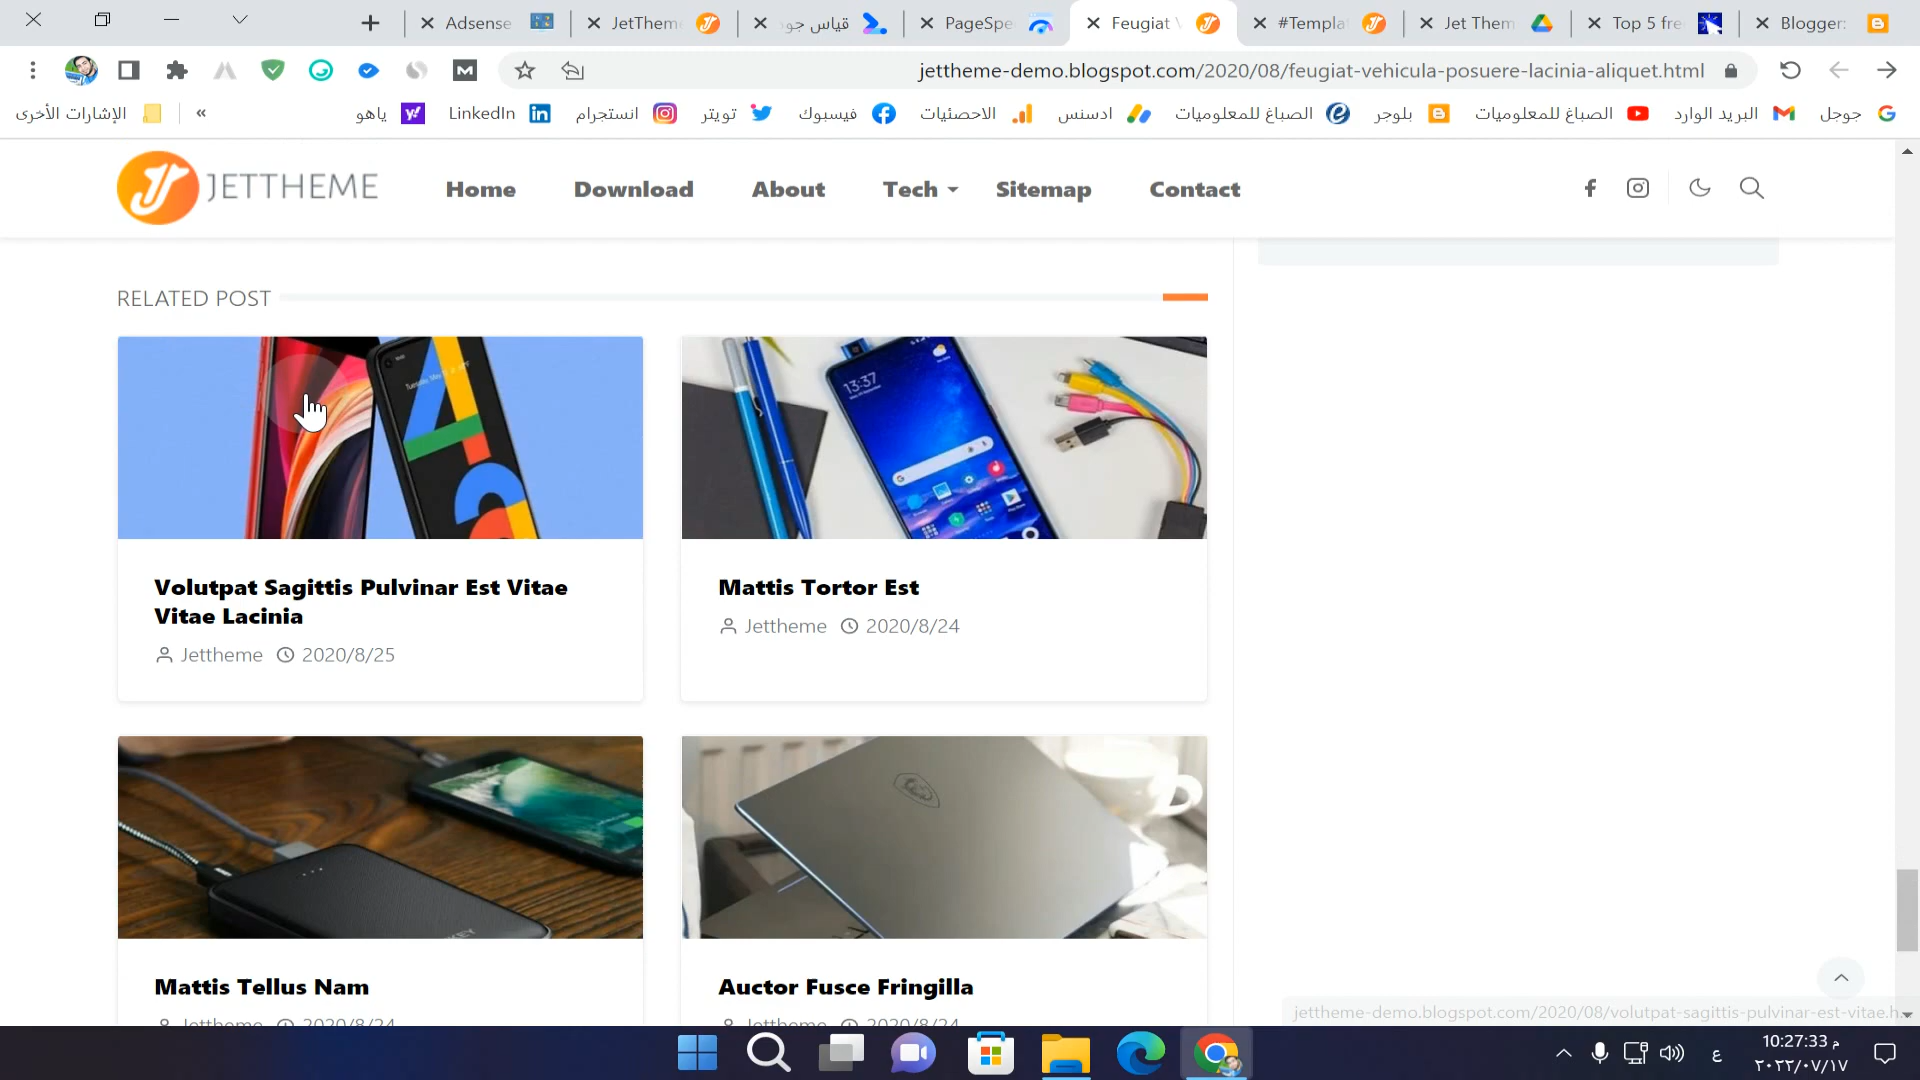 Adsense
JetThem
قياس جود
PageSpe
Feugiat
#Templa
Jet Them
Top 5 fre
Blogger:
jettheme-demo.blogspot.com/2020/08/feugiat-vehicula-posuere-lacinia-aliquet.html
جوجل
البريد الوارد
الصباغ للمعلوميات
بلوجر
الصباغ للمعلوميات
ادسنس
الاحصئيات
فيسبوك
تويتر
انستجرام
LinkedIn
ياهو
»
الإشارات الأخرى
JETTHEME
Home
Download
About
Tech
Sitemap
Contact
RELATED POST
13:37
Volutpat Sagittis Pulvinar Est Vitae
Vitae Lacinia
Jettheme 2020/8/25
Mattis Tortor Est
Jettheme 2020/8/24
Mattis Tellus Nam
Jettheme 2020/8/24
Auctor Fusce Fringilla
Jettheme 2020/8/24
jettheme-demo.blogspot.com/2020/08/volutpat-sagittis-pulvinar-est-vitae.h...
ع
10:27:33 م
٢٠٢٢/٠٧/١٧